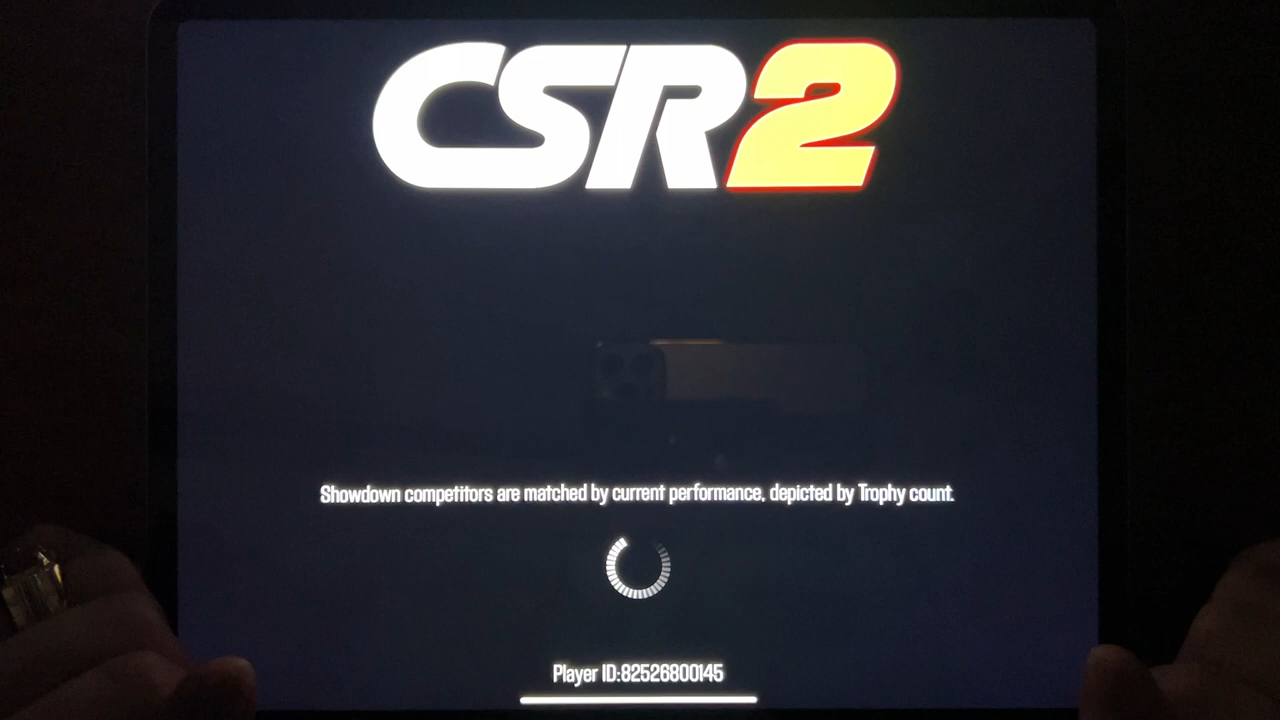 CSR2
Showdown competitors are matched by current performance, depicted by Trophy count.
Player ID:82526800145